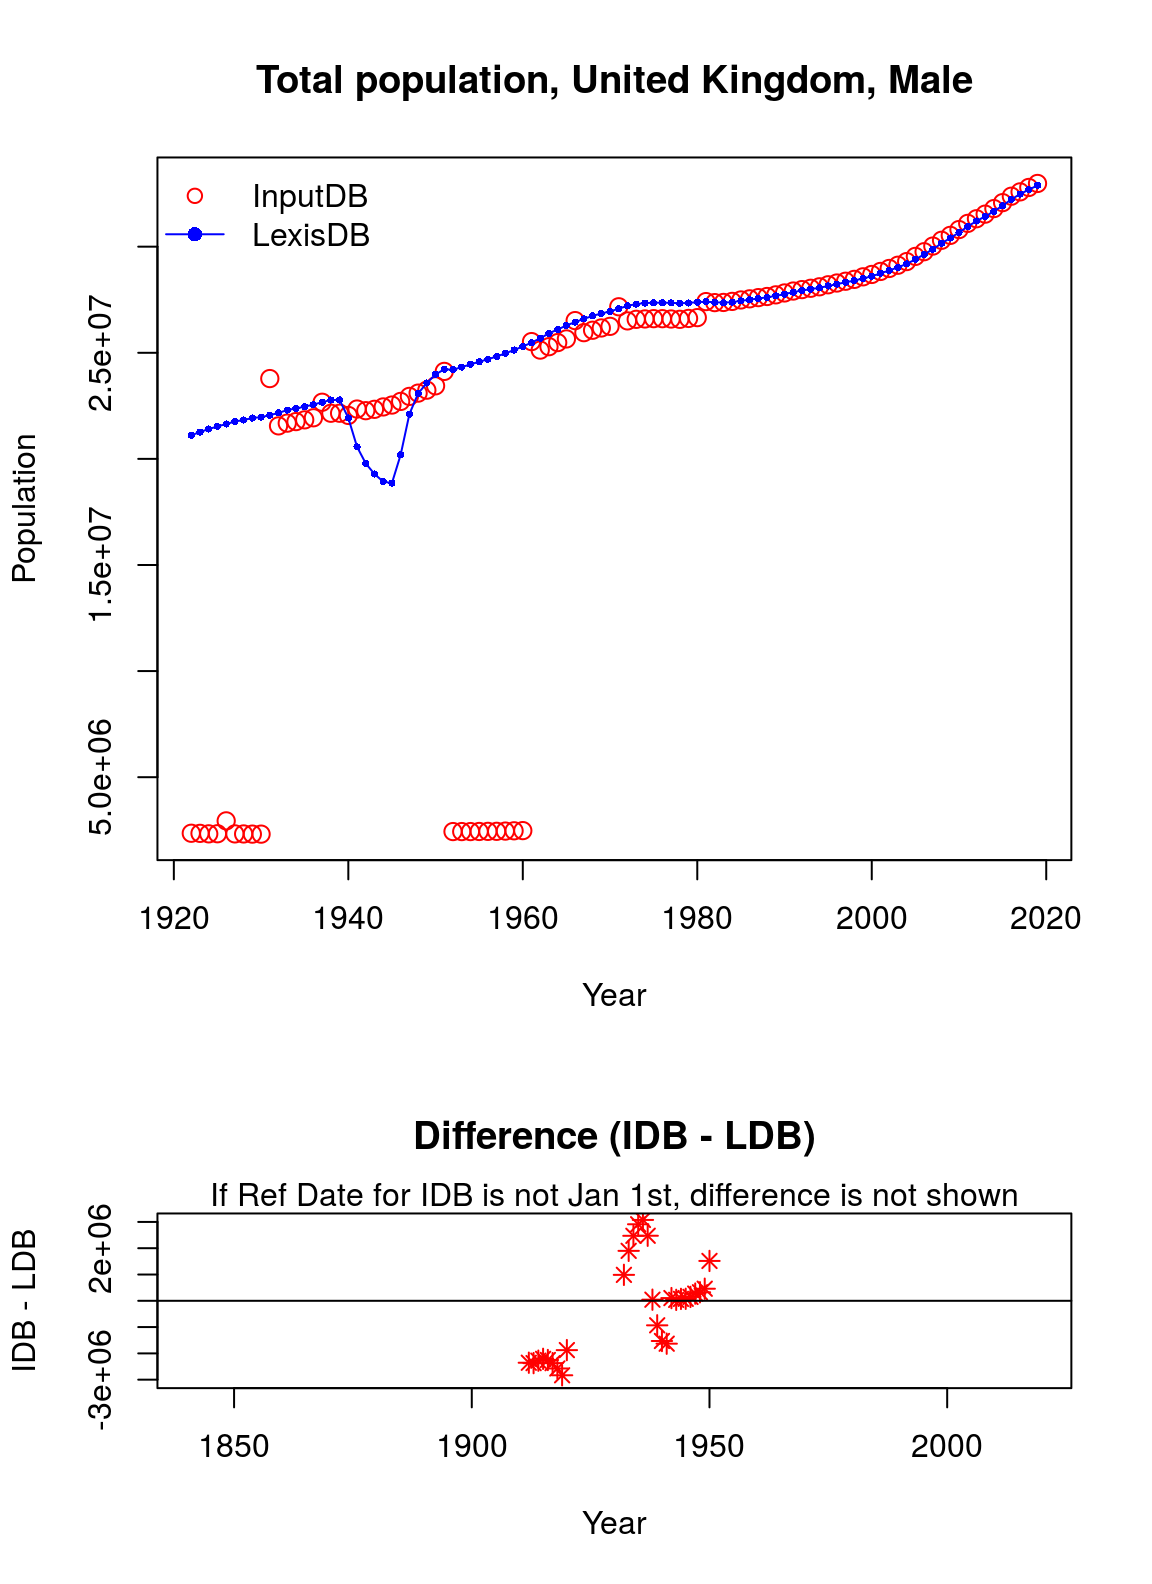 Total population, United Kingdom, Male
InputDB
LexisDB
Population
5.0e+06
1.5e+07
2.5e+07
1920
1940
1960
1980
2000
2020
Year
Difference (IDB - LDB)
If Ref Date for IDB is not Jan 1st, difference is not shown
IDB - LDB
-3e+06
2e+06
1850
1900
1950
2000
Year